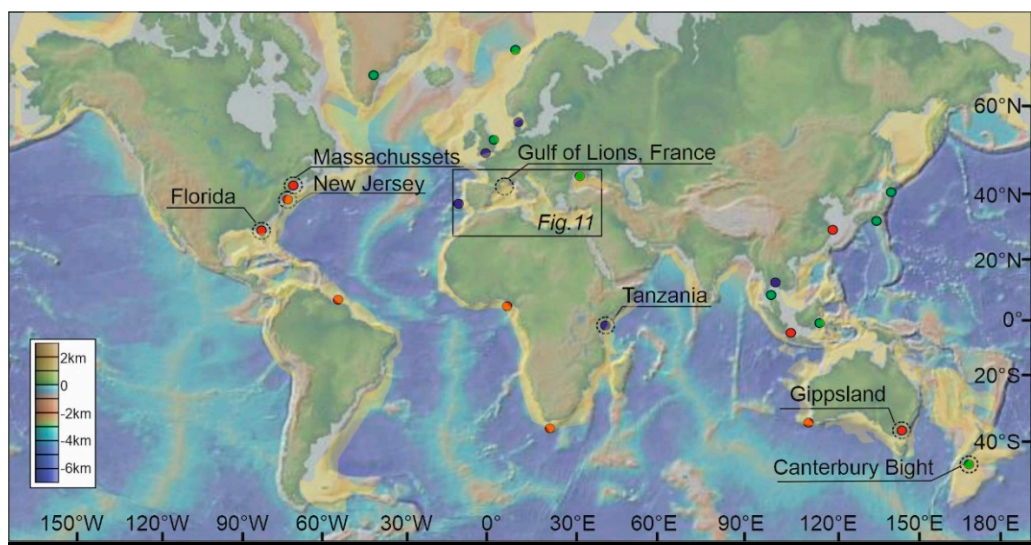 60°N
Massachussets
Gulf of Lions, France
New Jersey
Florida
40°N
Fig.11
20°N
Tanzania
0°
2km
0
-2km
-4km
-6km
20°S
Gippsland
40°S
Canterbury Bight
150°W 120°W 90°W 60°W 30°W 0° 30°E 60°E 90°E 120°E 150°E 180°E